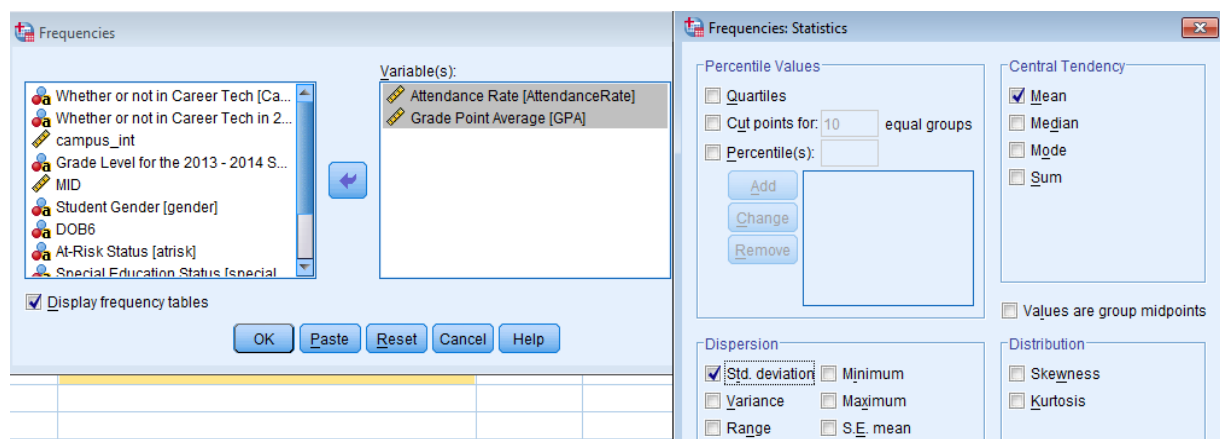 Frequencies
Variable(s):
Whether or not in Career Tech [Ca...
Whether or not in Career Tech in 2...
campus_int
Grade Level for the 2013 - 2014 S...
MID
Student Gender [gender]
DOB6
At-Risk Status [atrisk]
Special Education Status [special
Attendance Rate [AttendanceRate]
Grade Point Average [GPA]
Display frequency tables
OK Paste Reset Cancel Help
Frequencies: Statistics
Percentile Values
Quartiles
Cut points for: 10 equal groups
Percentile(s):
Add
Change
Remove
Central Tendency
Mean
Median
Mode
Sum
Values are group midpoints
Dispersion
Std. deviation Minimum
Variance Maximum
Range S.E. mean
Distribution
Skewness
Kurtosis